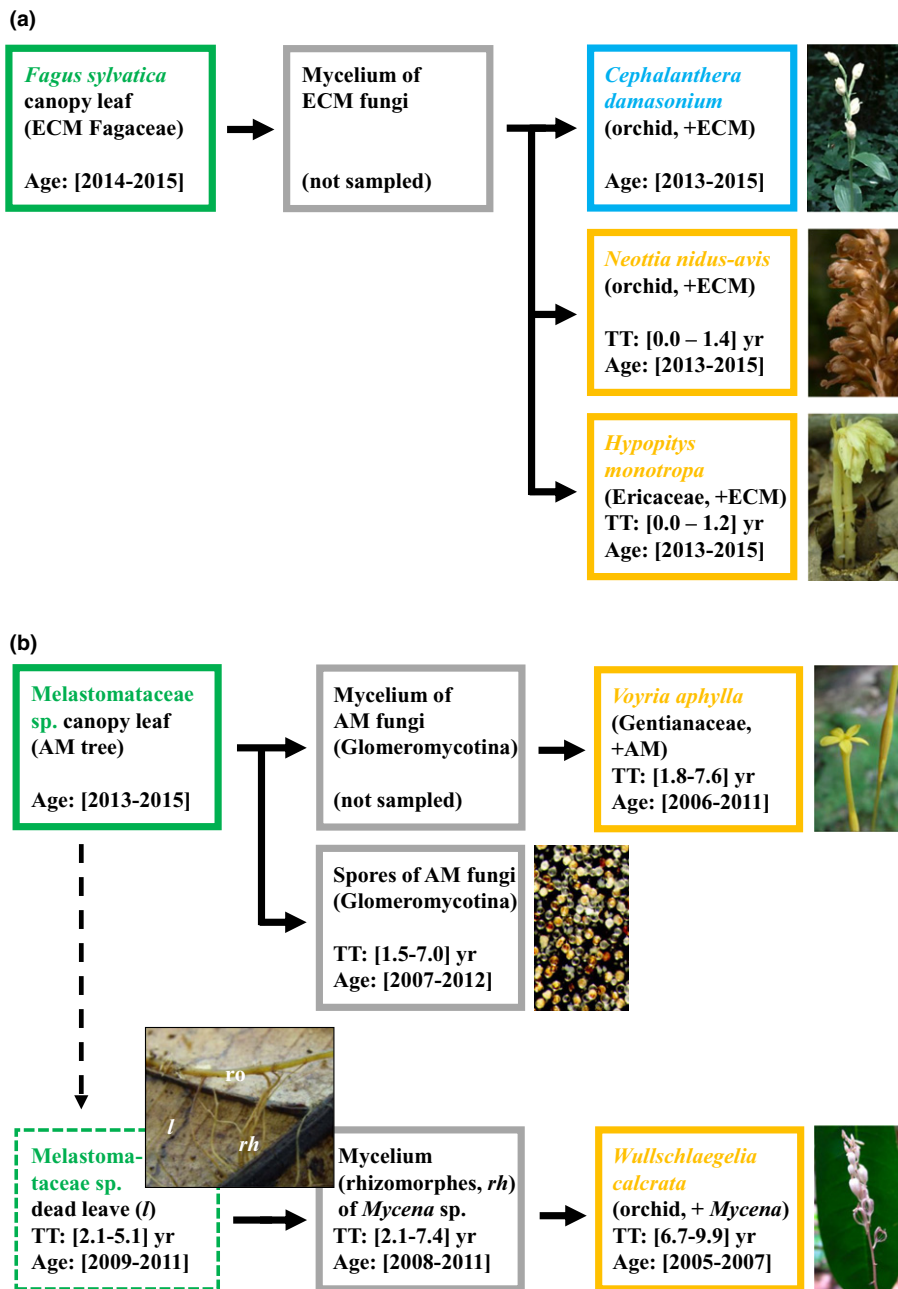 (a)
Fagus sylvatica
canopy leaf
(ECM Fagaceae)
Age: [2014-2015]
Mycelium of
ECM fungi
(not sampled)
Cephalanthera
damasonium
(orchid, +ECM)
Age: [2013-2015]
Neottia nidus-avis
(orchid, +ECM)
TT: [0.0 – 1.4] yr
Age: [2013-2015]
Hypopitys
monotropa
(Ericaceae, +ECM)
TT: [0.0 – 1.2] yr
Age: [2013-2015]
(b)
Melastomataceae
sp. canopy leaf
(AM tree)
Age: [2013-2015]
Mycelium of
AM fungi
(Glomeromycotina)
(not sampled)
Voyria aphylla
(Gentianaceae,
+AM)
TT: [1.8-7.6] yr
Age: [2006-2011]
Spores of AM fungi
(Glomeromycotina)
TT: [1.5-7.0] yr
Age: [2007-2012]
ro
l
rh
Melastoma-
taceae sp.
dead leave (l)
TT: [2.1-5.1] yr
Age: [2009-2011]
Mycelium
(rhizomorphes, rh)
of Mycena sp.
TT: [2.1-7.4] yr
Age: [2008-2011]
Wullschlaegelia
calcrata
(orchid, + Mycena)
TT: [6.7-9.9] yr
Age: [2005-2007]